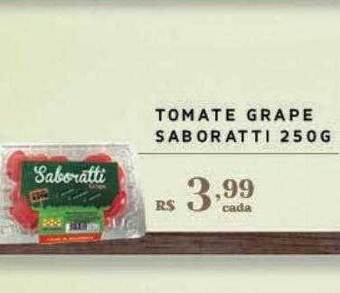 TOMATE GRAPE
SABORATTI 250G
Saboratti
Grape
R$ 3,99
cada